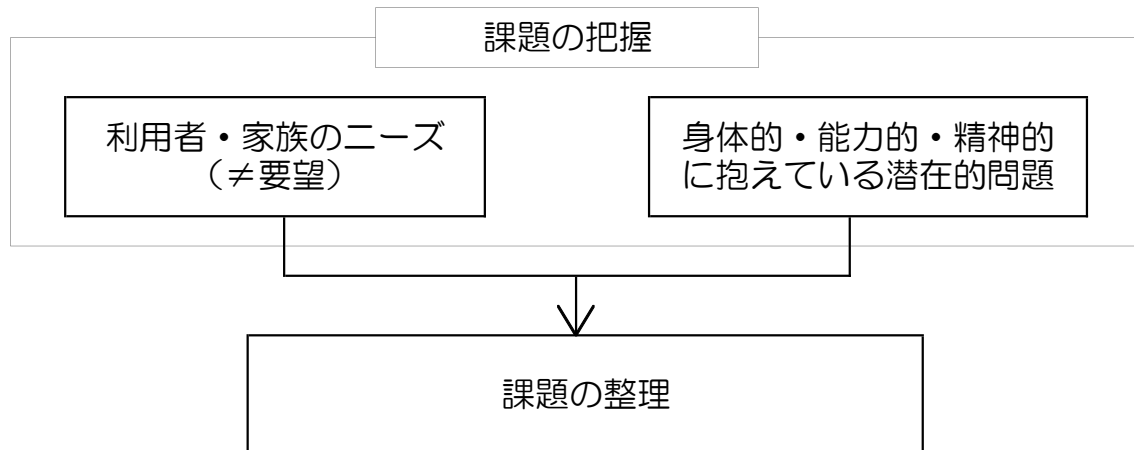 課題の把握
利用者・家族のニーズ
（≠要望）
身体的・能力的・精神的
に抱えている潜在的問題
課題の整理